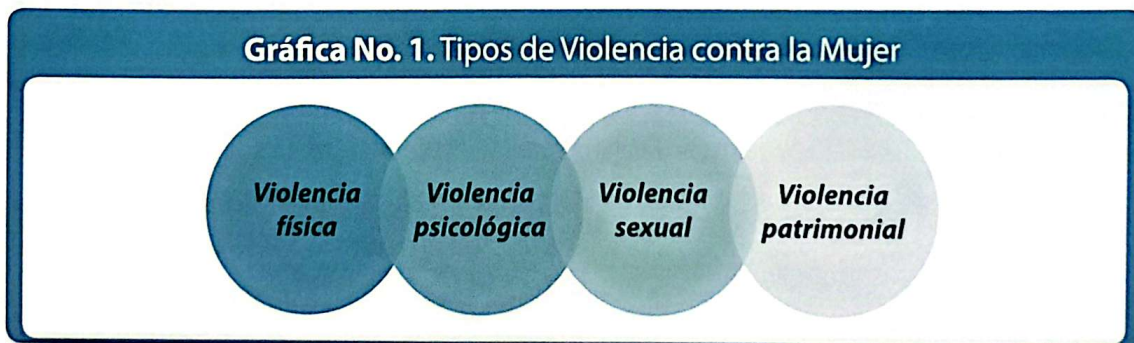 Gráfica No. 1. Tipos de Violencia contra la Mujer
Violencia física
Violencia psicológica
Violencia sexual
Violencia patrimonial